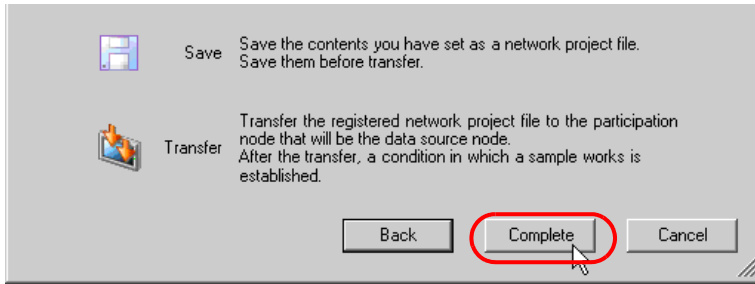 Save
Save the contents you have set as a network project file.
Save them before transfer.
Transfer
Transfer the registered network project file to the participation
node that will be the data source node.
After the transfer, a condition in which a sample works is
established.
Back
Complete
Cancel